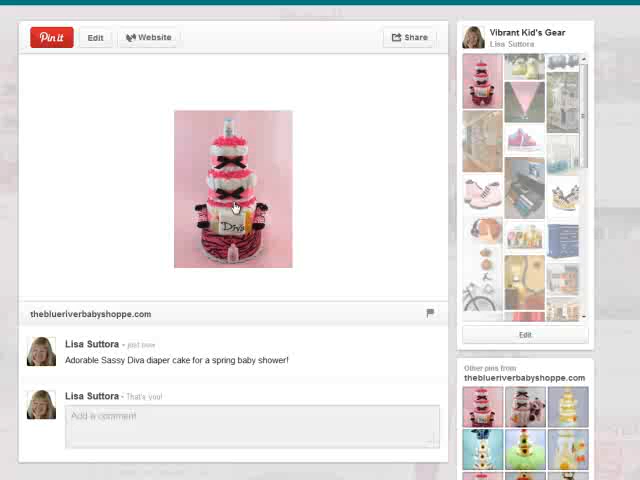 Pin it
Edit
Website
Share
Vibrant Kid's Gear
Lisa Suttora
Diva
theblueriverbabyshoppe.com
Edit
Lisa Suttora • just now
Adorable Sassy Diva diaper cake for a spring baby shower!
Other pins from
theblueriverbabyshoppe.com
Lisa Suttora • That's you!
Add a comment